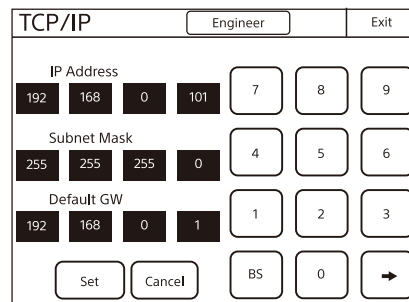 TCP/IP Engineer Exit
IP Address
192 168 0 101
Subnet Mask
255 255 255 0
Default GW
192 168 0 1
Set Cancel
7 8 9
4 5 6
1 2 3
BS 0 →